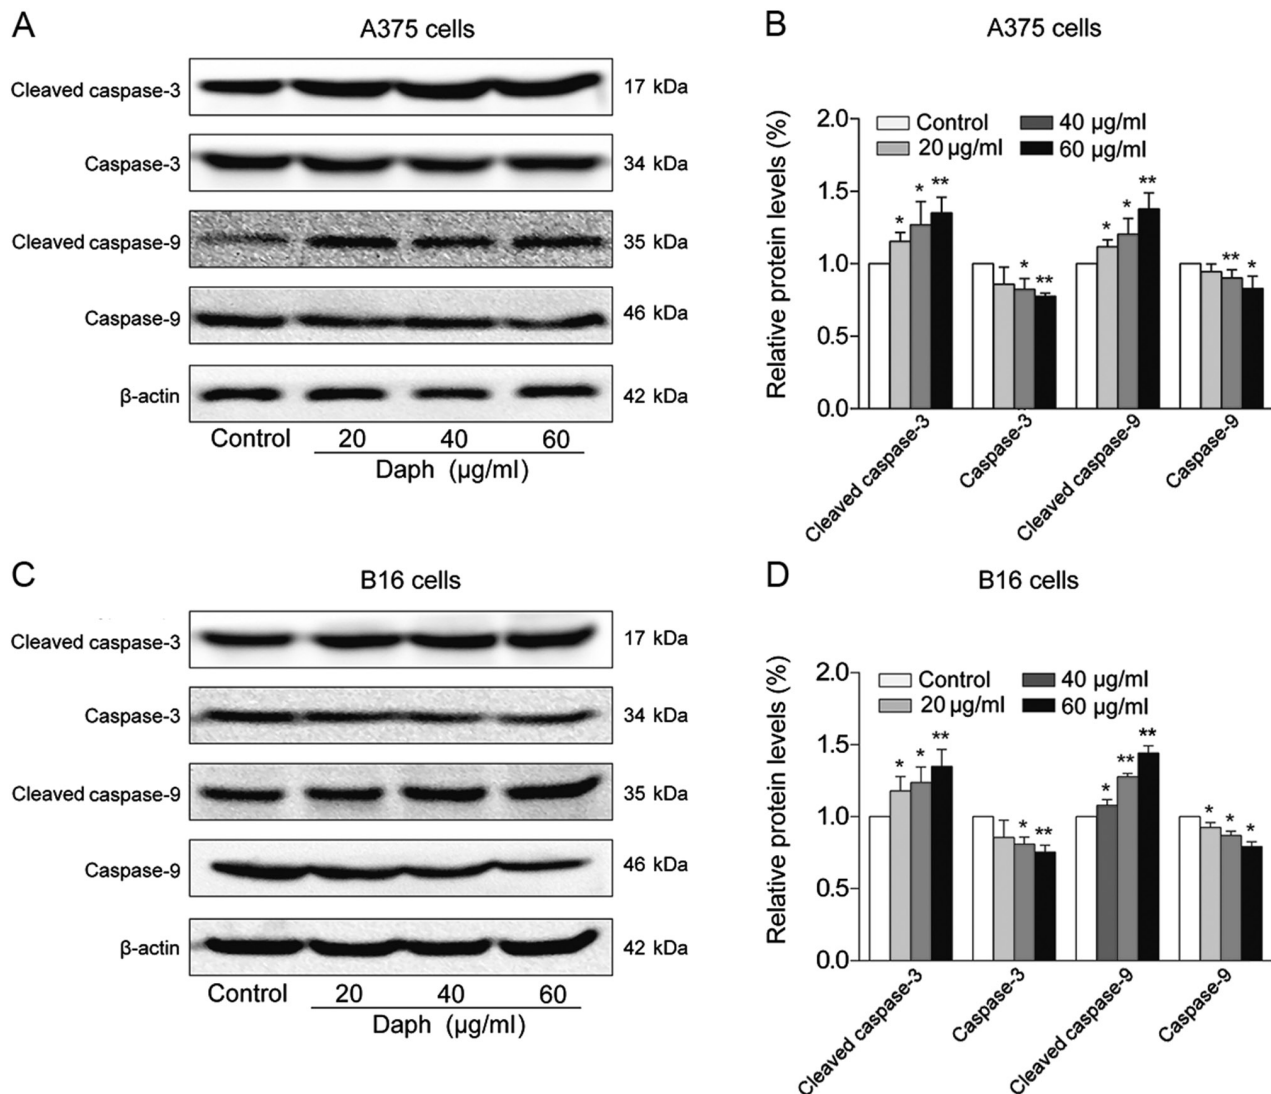 A
A375 cells
Cleaved caspase-3
17 kDa
Caspase-3
34 kDa
Cleaved caspase-9
35 kDa
Caspase-9
46 kDa
β-actin
42 kDa
Control 20 40 60
Daph (µg/ml)
B
A375 cells
Relative protein levels (%)
2.0
1.5
1.0
0.5
0.0
Control
20 µg/ml
40 µg/ml
60 µg/ml
* * **
* **
* * **
** *
Cleaved caspase-3
Caspase-3
Cleaved caspase-9
Caspase-9
C
B16 cells
Cleaved caspase-3
17 kDa
Caspase-3
34 kDa
Cleaved caspase-9
35 kDa
Caspase-9
46 kDa
β-actin
42 kDa
Control 20 40 60
Daph (µg/ml)
D
B16 cells
Relative protein levels (%)
2.0
1.5
1.0
0.5
0.0
Control
20 µg/ml
40 µg/ml
60 µg/ml
* * **
* **
* ** **
* * *
Cleaved caspase-3
Caspase-3
Cleaved caspase-9
Caspase-9